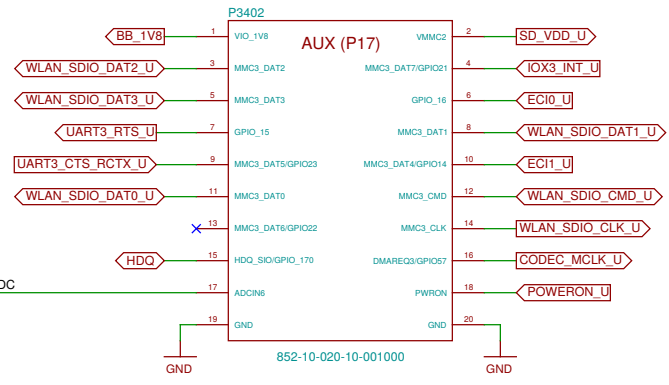 P3402
AUX (P17)
BB_1V8 1 VIO_1V8 VMMC2 2 SD_VDD_U
WLAN_SDIO_DAT2_U 3 MMC3_DAT2 MMC3_DAT7/GPIO21 4 IOX3_INT_U
WLAN_SDIO_DAT3_U 5 MMC3_DAT3 GPIO_16 6 ECI0_U
UART3_RTS_U 7 GPIO_15 MMC3_DAT1 8 WLAN_SDIO_DAT1_U
UART3_CTS_RCTX_U 9 MMC3_DAT5/GPIO23 MMC3_DAT4/GPIO14 10 ECI1_U
WLAN_SDIO_DAT0_U 11 MMC3_DAT0 MMC3_CMD 12 WLAN_SDIO_CMD_U
13 MMC3_DAT6/GPIO22 MMC3_CLK 14 WLAN_SDIO_CLK_U
HDQ 15 HDQ_SIO/GPIO_170 DMAREQ3/GPIO57 16 CODEC_MCLK_U
DC 17 ADCIN6 PWRON 18 POWERON_U
19 GND GND 20
852-10-020-10-001000
GND GND